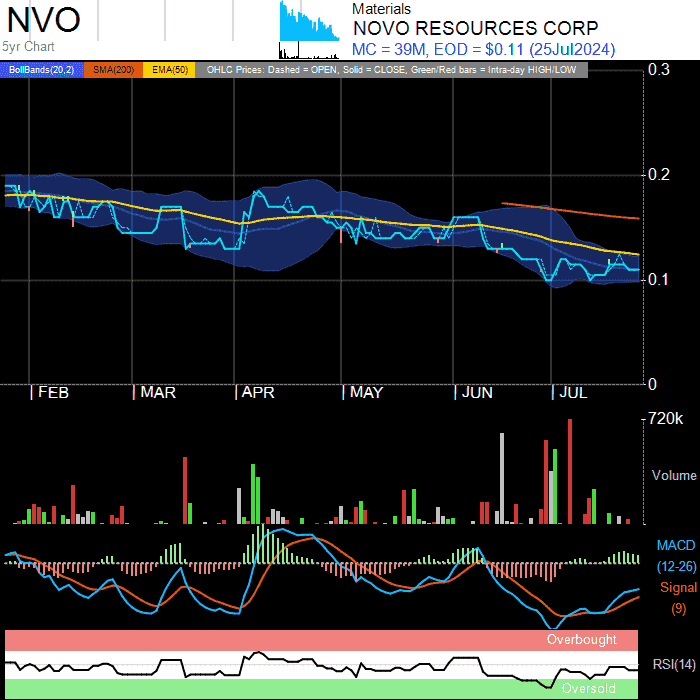 NVO
5yr Chart
Materials
NOVO RESOURCES CORP
MC = 39M, EOD = $0.11 (25Jul2024)
BollBands(20,2) SMA(200) EMA(50) OHLC Prices: Dashed = OPEN, Solid = CLOSE, Green/Red bars = Intra-day HIGH/LOW
0.3
0.2
0.1
0
FEB MAR APR MAY JUN JUL
720k
Volume
MACD
(12-26)
Signal
(9)
Overbought
RSI(14)
Oversold